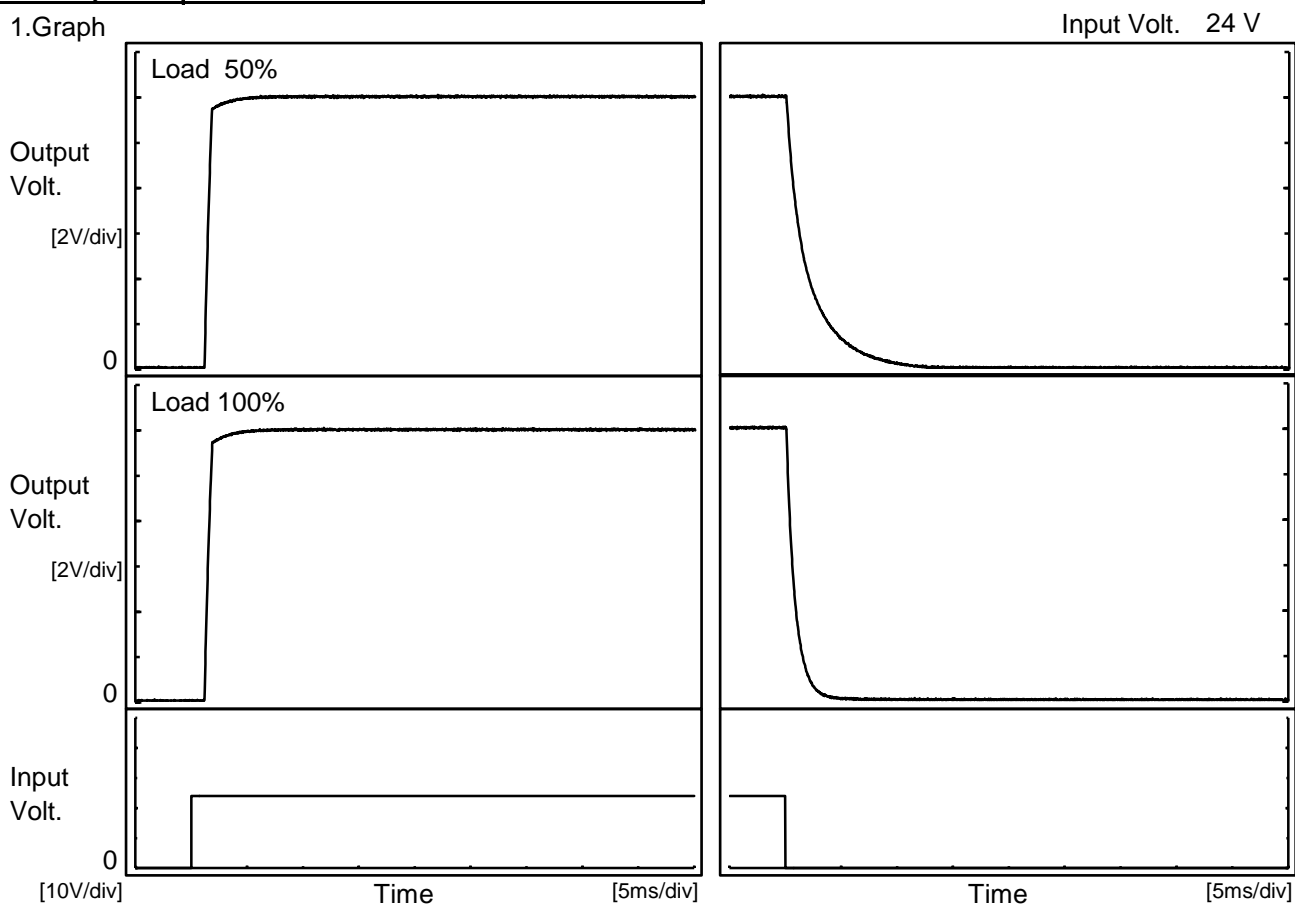 1.Graph
Input Volt. 24 V
Load 50%
Output
Volt.
[2V/div]
0
Load 100%
Output
Volt.
[2V/div]
0
Input
Volt.
0
[10V/div]
Time
[5ms/div]
Time
[5ms/div]